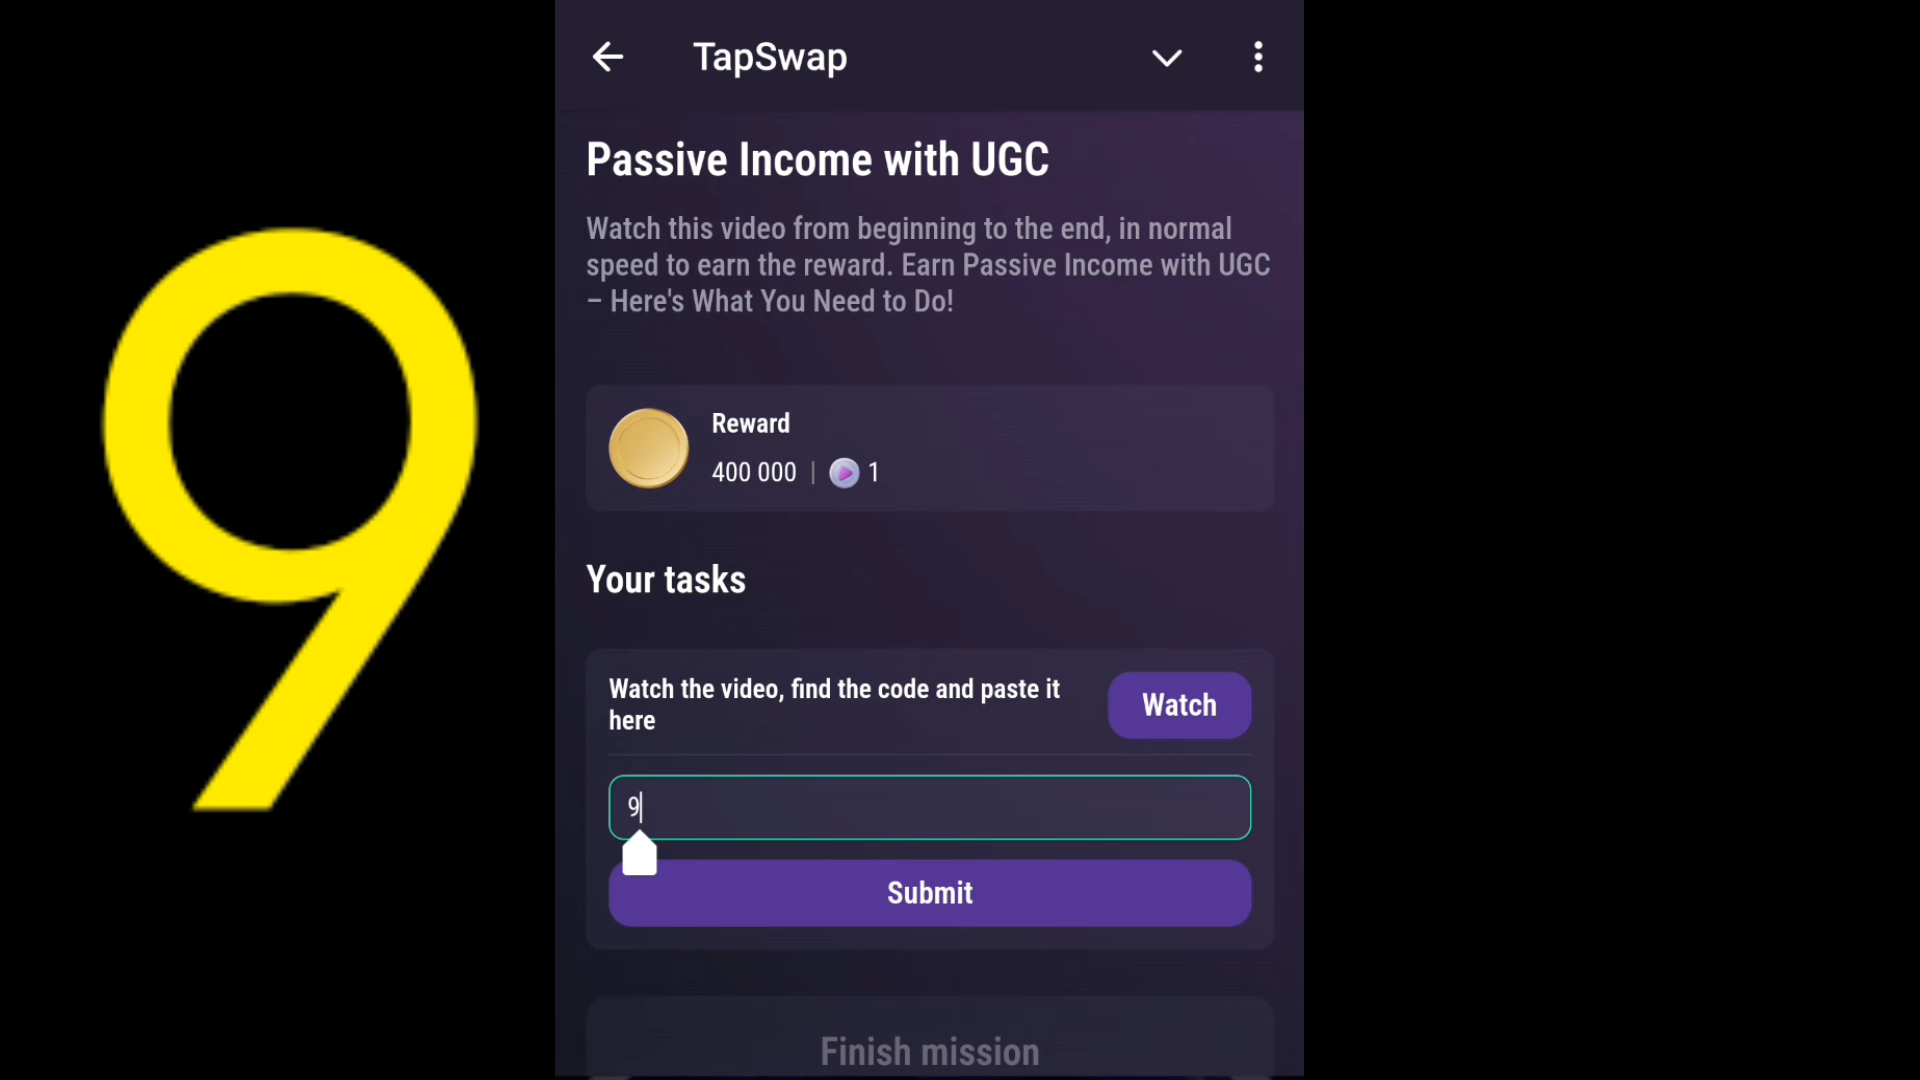 9
TapSwap
Passive Income with UGC
Watch this video from beginning to the end, in normal
speed to earn the reward. Earn Passive Income with UGC
– Here's What You Need to Do!
Reward
400 000 | 1
Your tasks
Watch the video, find the code and paste it
here
Watch
9
Submit
Finish mission